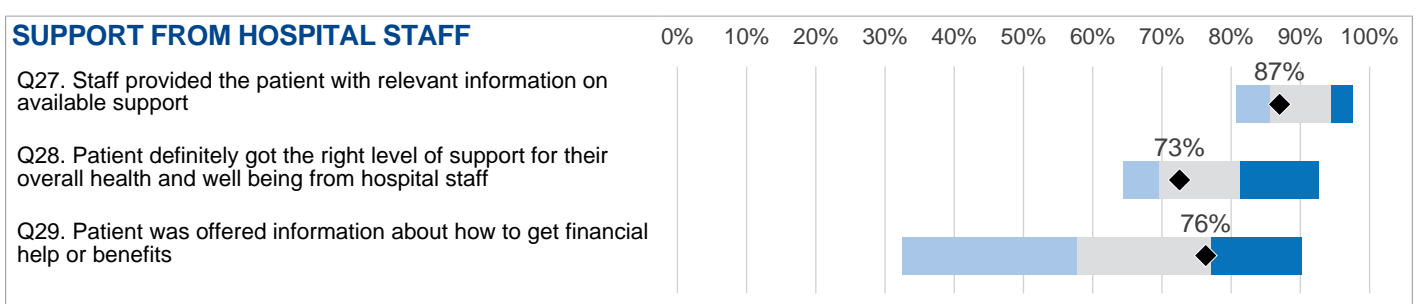 SUPPORT FROM HOSPITAL STAFF
0% 10% 20% 30% 40% 50% 60% 70% 80% 90% 100%
Q27. Staff provided the patient with relevant information on
available support
87%
Q28. Patient definitely got the right level of support for their
overall health and well being from hospital staff
73%
Q29. Patient was offered information about how to get financial
help or benefits
76%